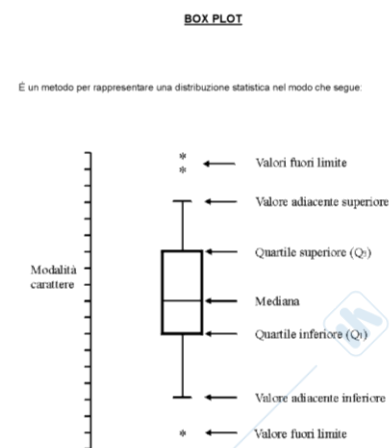 BOX PLOT
È un metodo per rappresentare una distribuzione statistica nel modo che segue:
Valori fuori limite
Valore adiacente superiore
Quartile superiore (Q₃)
Modalità
carattere
Mediana
Quartile inferiore (Q₁)
Valore adiacente inferiore
Valore fuori limite